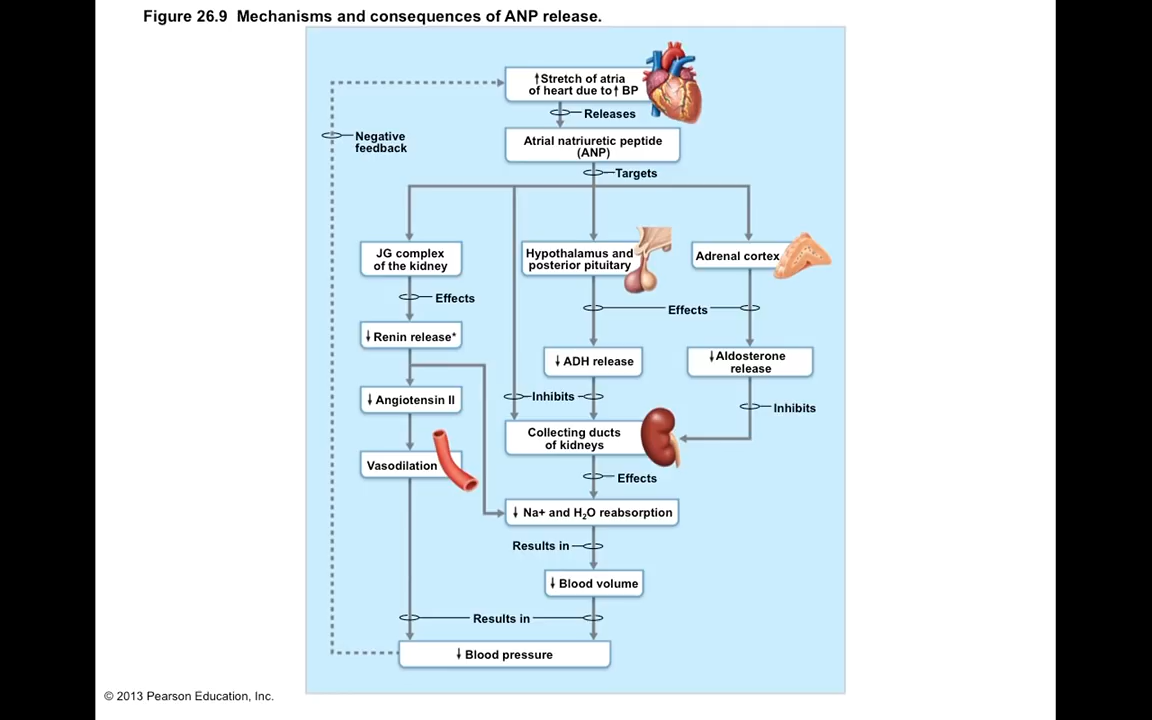 Figure 26.9 Mechanisms and consequences of ANP release.
↑Stretch of atria
of heart due to↑ BP
Releases
Negative
feedback
Atrial natriuretic peptide
(ANP)
Targets
JG complex
of the kidney
Hypothalamus and
posterior pituitary
Adrenal cortex
Effects
Effects
↓ Renin release*
↓ ADH release
↓Aldosterone
release
↓ Angiotensin II
Inhibits
Inhibits
Collecting ducts
of kidneys
Vasodilation
Effects
↓ Na+ and H₂O reabsorption
Results in
↓ Blood volume
Results in
↓ Blood pressure
© 2013 Pearson Education, Inc.